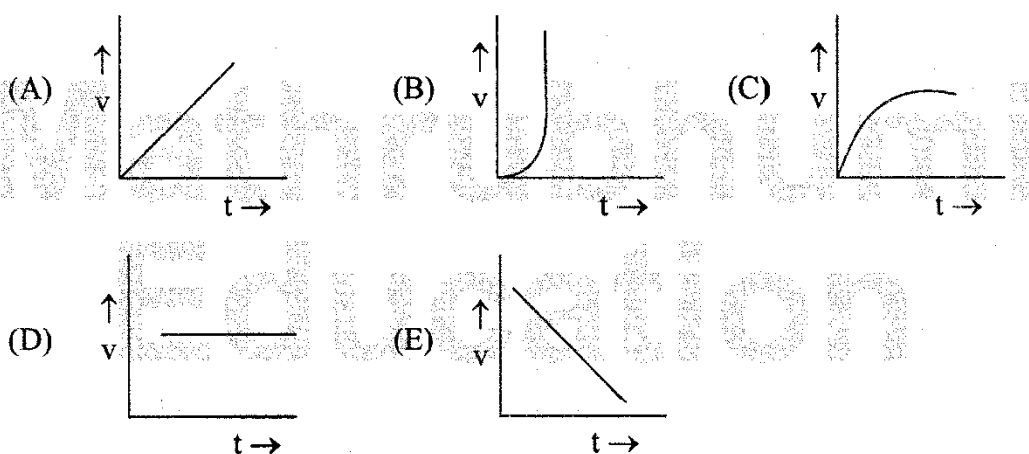 (A) ↑ v t → (B) ↑ v t → (C) ↑ v t →
Mathrubhumi
(D) ↑ v t → (E) ↑ v t →
Education